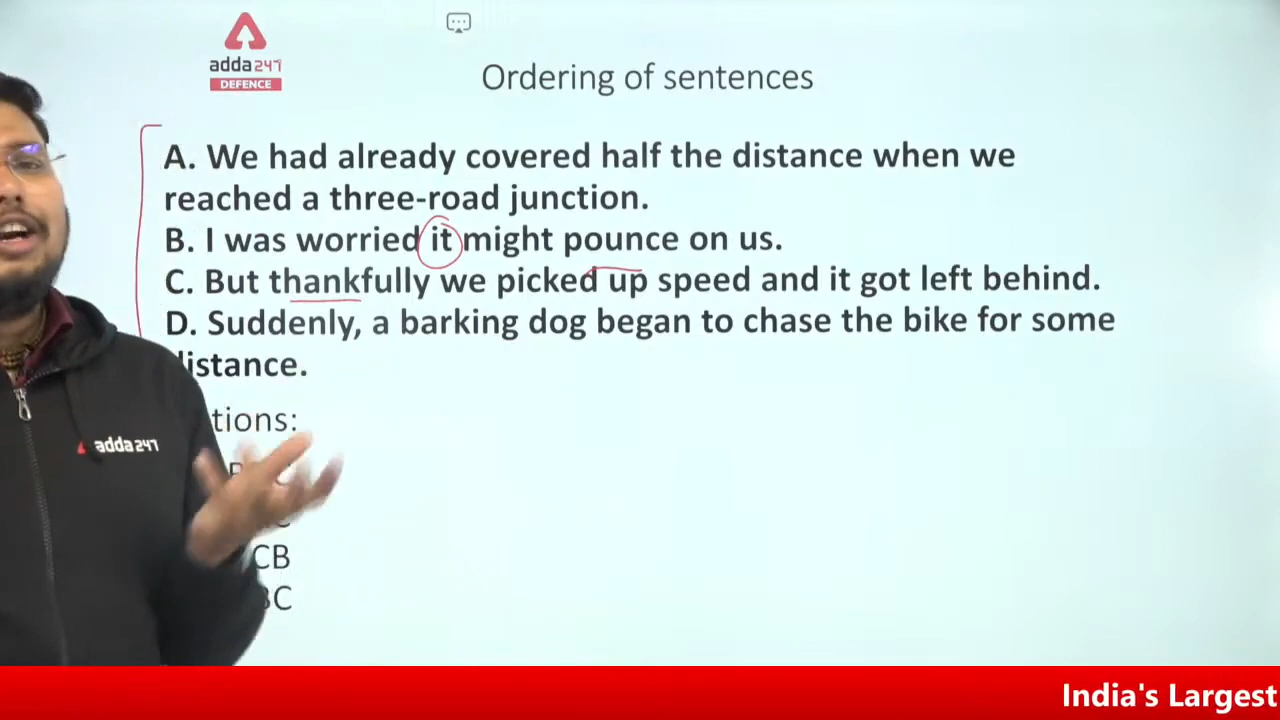 adda247
DEFENCE
Ordering of sentences
A. We had already covered half the distance when we
reached a three-road junction.
B. I was worried it might pounce on us.
C. But thankfully we picked up speed and it got left behind.
D. Suddenly, a barking dog began to chase the bike for some
distance.
tions:
adda247
CB
BC
India's Largest